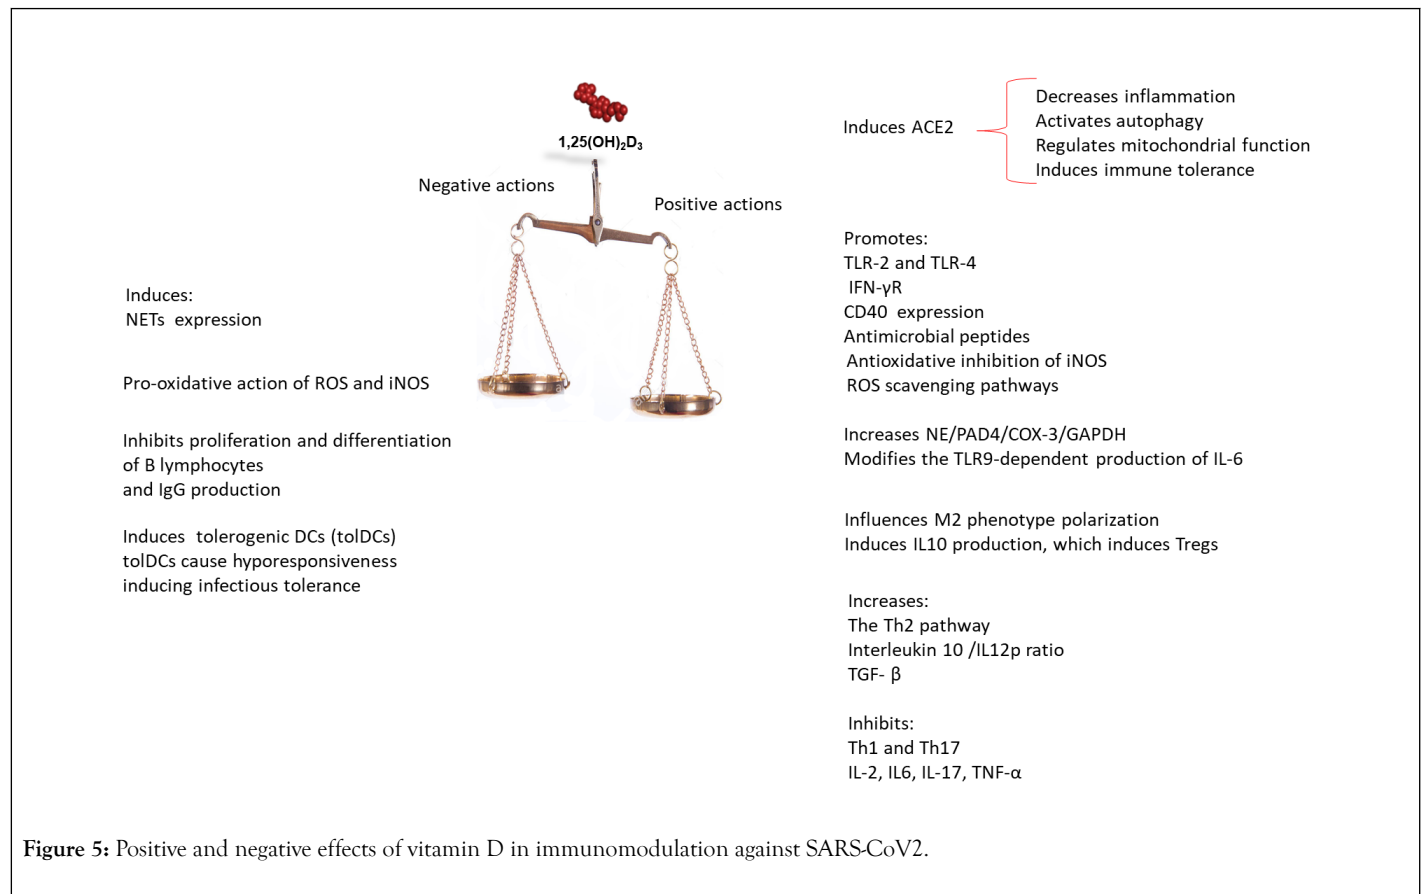 1,25(OH)₂D₃
Negative actions
Positive actions
Induces:
NETs  expression
Pro-oxidative action of ROS and iNOS
Inhibits proliferation and differentiation
of B lymphocytes
and IgG production
Induces  tolerogenic DCs (tolDCs)
tolDCs cause hyporesponsiveness
inducing infectious tolerance
Induces ACE2
Decreases inflammation
Activates autophagy
Regulates mitochondrial function
Induces immune tolerance
Promotes:
TLR-2 and TLR-4
IFN-γR
CD40  expression
Antimicrobial peptides
Antioxidative inhibition of iNOS
ROS scavenging pathways
Increases NE/PAD4/COX-3/GAPDH
Modifies the TLR9-dependent production of IL-6
Influences M2 phenotype polarization
Induces IL10 production, which induces Tregs
Increases:
The Th2 pathway
Interleukin 10 /IL12p ratio
TGF- β
Inhibits:
Th1 and Th17
IL-2, IL6, IL-17, TNF-α
Figure 5: Positive and negative effects of vitamin D in immunomodulation against SARS-CoV2.